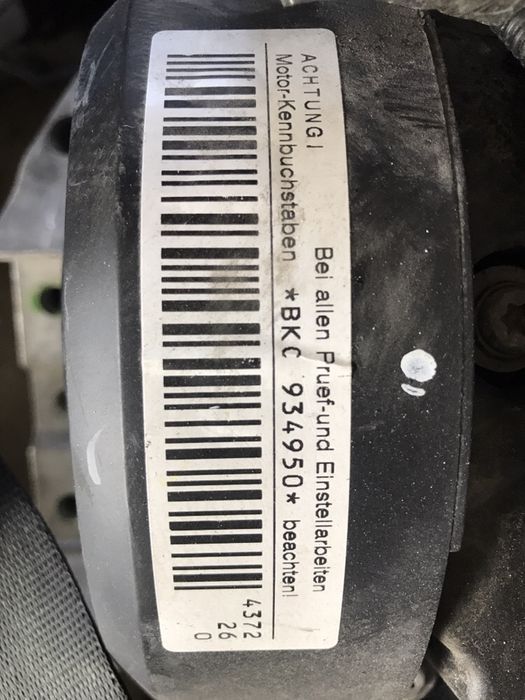 ACHTUNG! Bei allen Pruef-und Einstellarbeiten
Motor-Kennbuchstaben *BKC 934950* beachten!
4372
26
0